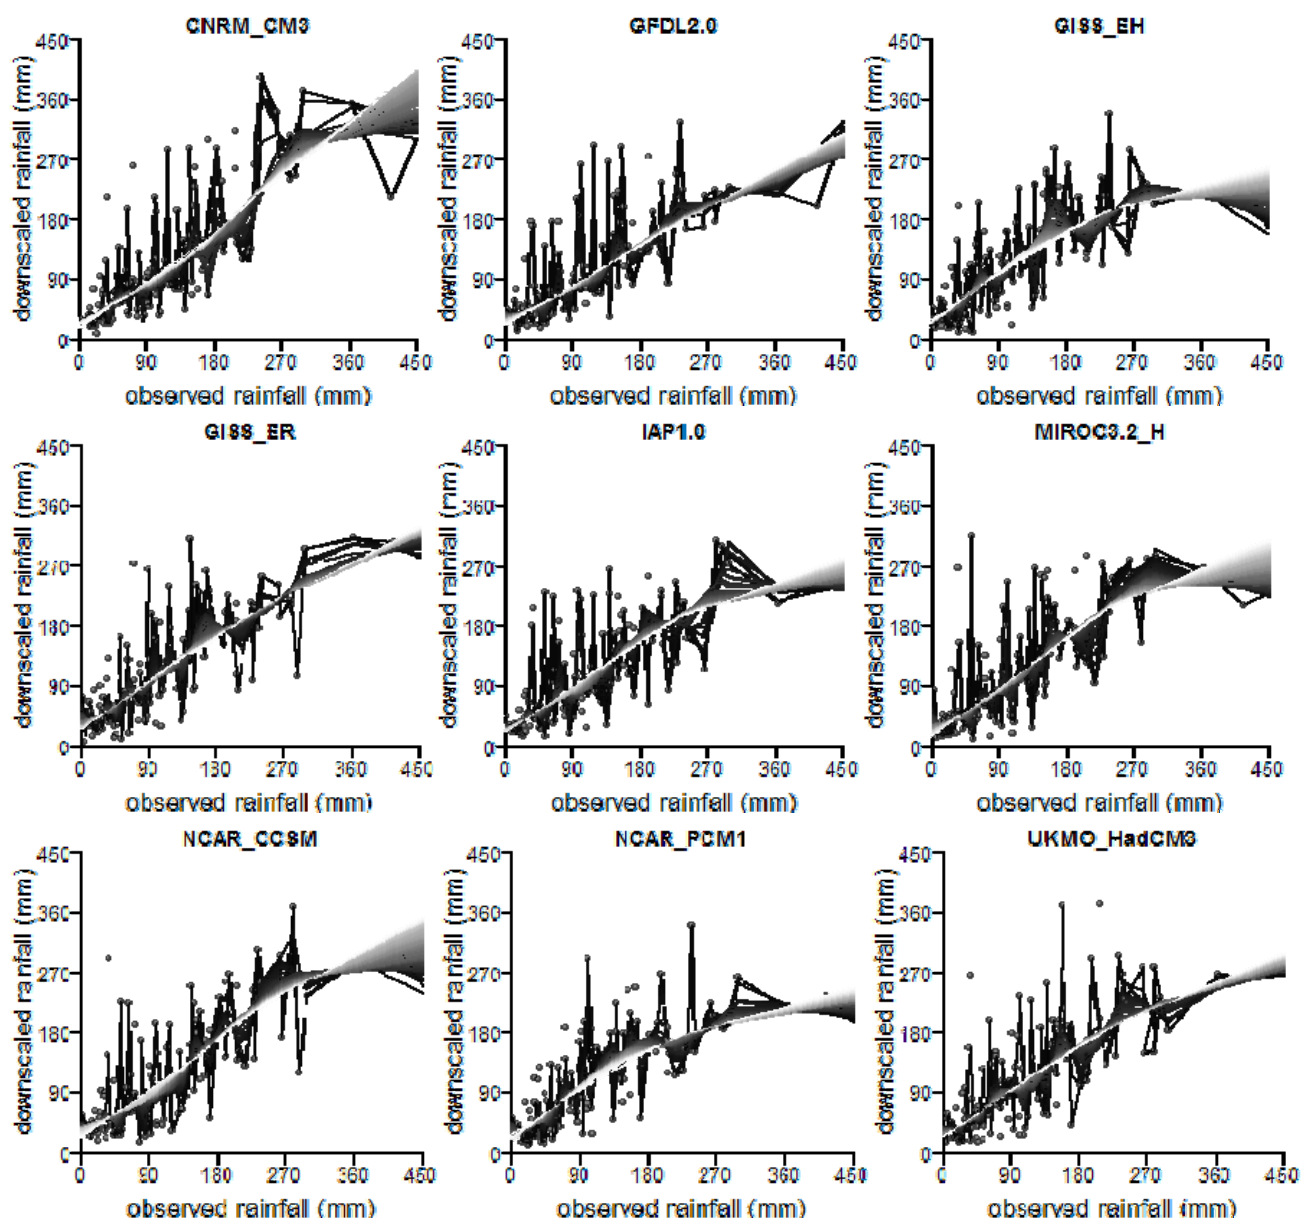 CNRM_CM3 GFDL2.0 GISS_EH
downscaled rainfall (mm) downscaled rainfall (mm) downscaled rainfall (mm)
450 450 450
360 360 360
270 270 270
180 180 180
90 90 90
0 0 0
0 90 180 270 360 450 0 90 180 270 360 450 0 90 180 270 360 450
observed rainfall (mm) observed rainfall (mm) observed rainfall (mm)
GISS_ER IAP1.0 MIROC3.2_H
downscaled rainfall (mm) downscaled rainfall (mm) downscaled rainfall (mm)
450 450 450
360 360 360
270 270 270
180 180 180
90 90 90
0 0 0
0 90 180 270 360 450 0 90 180 270 360 450 0 90 180 270 360 450
observed rainfall (mm) observed rainfall (mm) observed rainfall (mm)
NCAR_CCSM NCAR_PCM1 UKMO_HadCM3
downscaled rainfall (mm) downscaled rainfall (mm) downscaled rainfall (mm)
450 450 450
360 360 360
270 270 270
180 180 180
90 90 90
0 0 0
0 90 180 270 360 450 0 90 180 270 360 450 0 90 180 270 360 450
observed rainfall (mm) observed rainfall (mm) observed rainfall (mm)